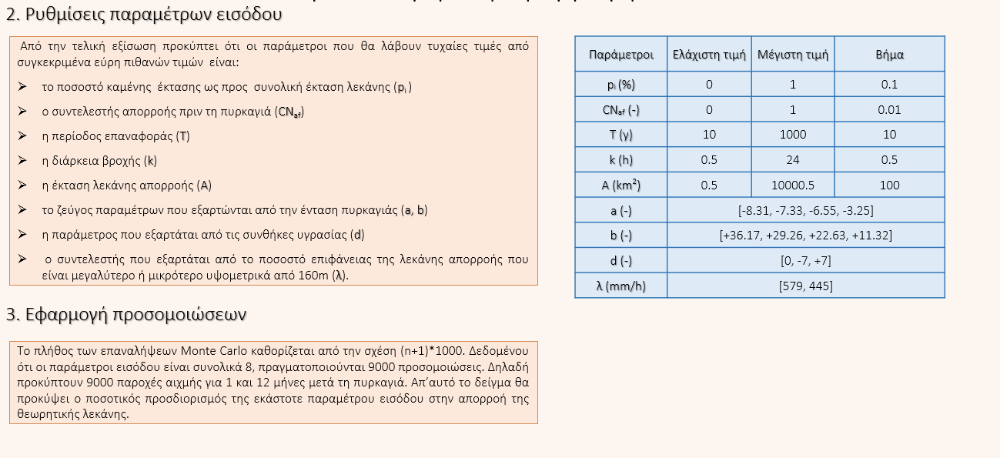 2. Ρυθμίσεις παραμέτρων εισόδου
Από την τελική εξίσωση προκύπτει ότι οι παράμετροι που θα λάβουν τυχαίες τιμές από
συγκεκριμένα εύρη πιθανών τιμών είναι:
➢ το ποσοστό καμένης έκτασης ως προς συνολική έκταση λεκάνης (pᵢ)
➢ ο συντελεστής απορροής πριν τη πυρκαγιά (CNaf)
➢ η περίοδος επαναφοράς (T)
➢ η διάρκεια βροχής (k)
➢ η έκταση λεκάνης απορροής (A)
➢ το ζεύγος παραμέτρων που εξαρτώνται από την ένταση πυρκαγιάς (a, b)
➢ η παράμετρος που εξαρτάται από τις συνθήκες υγρασίας (d)
➢ ο συντελεστής που εξαρτάται από το ποσοστό επιφάνειας της λεκάνης απορροής που
είναι μεγαλύτερο ή μικρότερο υψομετρικά από 160m (λ).
3. Εφαρμογή προσομοιώσεων
Το πλήθος των επαναλήψεων Monte Carlo καθορίζεται από την σχέση (n+1)*1000. Δεδομένου
ότι οι παράμετροι εισόδου είναι συνολικά 8, πραγματοποιούνται 9000 προσομοιώσεις. Δηλαδή
προκύπτουν 9000 παροχές αιχμής για 1 και 12 μήνες μετά τη πυρκαγιά. Απ΄αυτό το δείγμα θα
προκύψει ο ποσοτικός προσδιορισμός της εκάστοτε παραμέτρου εισόδου στην απορροή της
θεωρητικής λεκάνης.
Παράμετροι Ελάχιστη τιμή Μέγιστη τιμή Βήμα
pᵢ (%) 0 1 0.1
CNaf (-) 0 1 0.01
T (y) 10 1000 10
k (h) 0.5 24 0.5
A (km²) 0.5 10000.5 100
a (-) [-8.31, -7.33, -6.55, -3.25]
b (-) [+36.17, +29.26, +22.63, +11.32]
d (-) [0, -7, +7]
λ (mm/h) [579, 445]